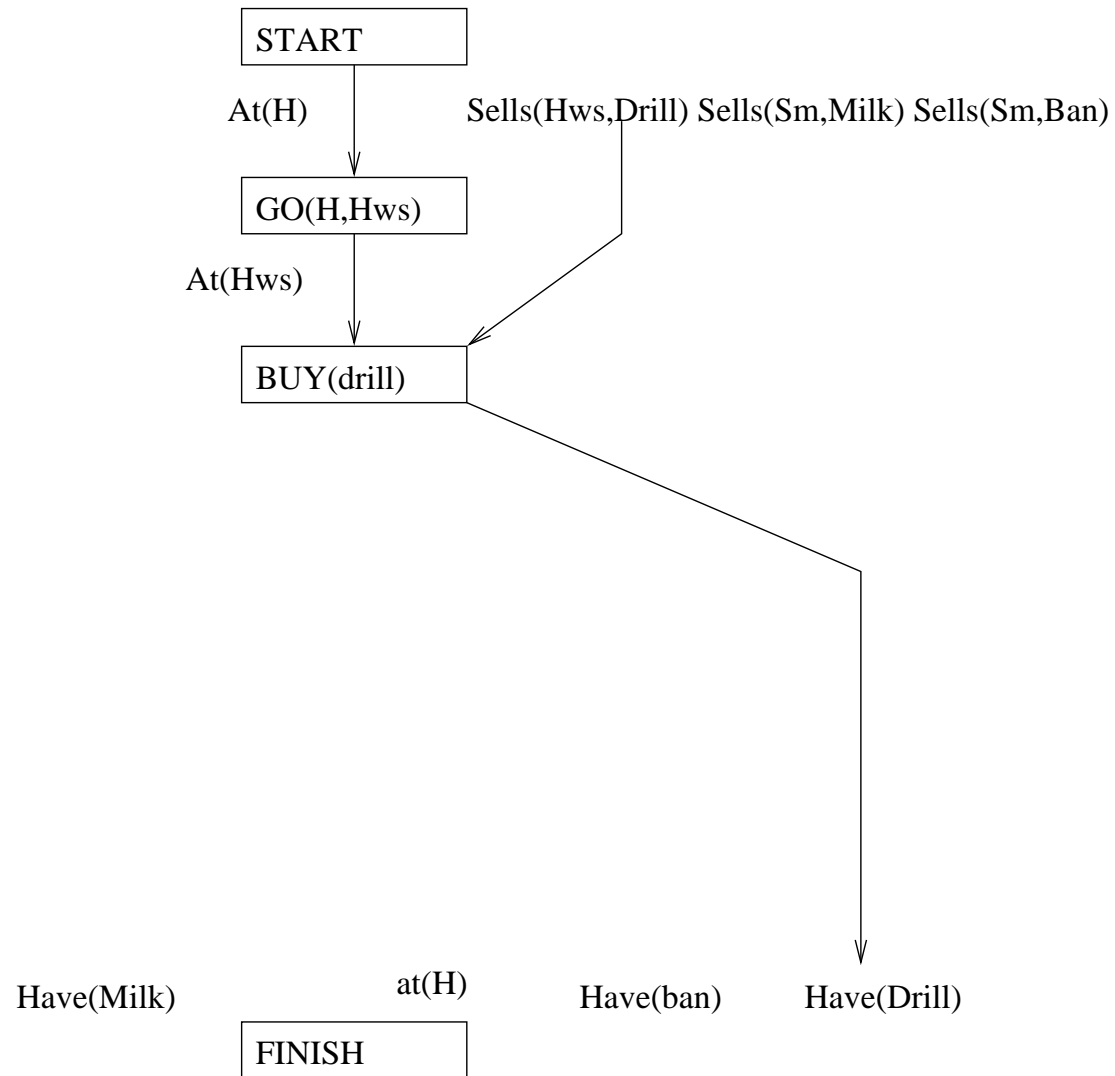 START
At(H) Sells(Hws,Drill) Sells(Sm,Milk) Sells(Sm,Ban)
GO(H,Hws)
At(Hws)
BUY(drill)
Have(Milk) at(H) Have(ban) Have(Drill)
FINISH